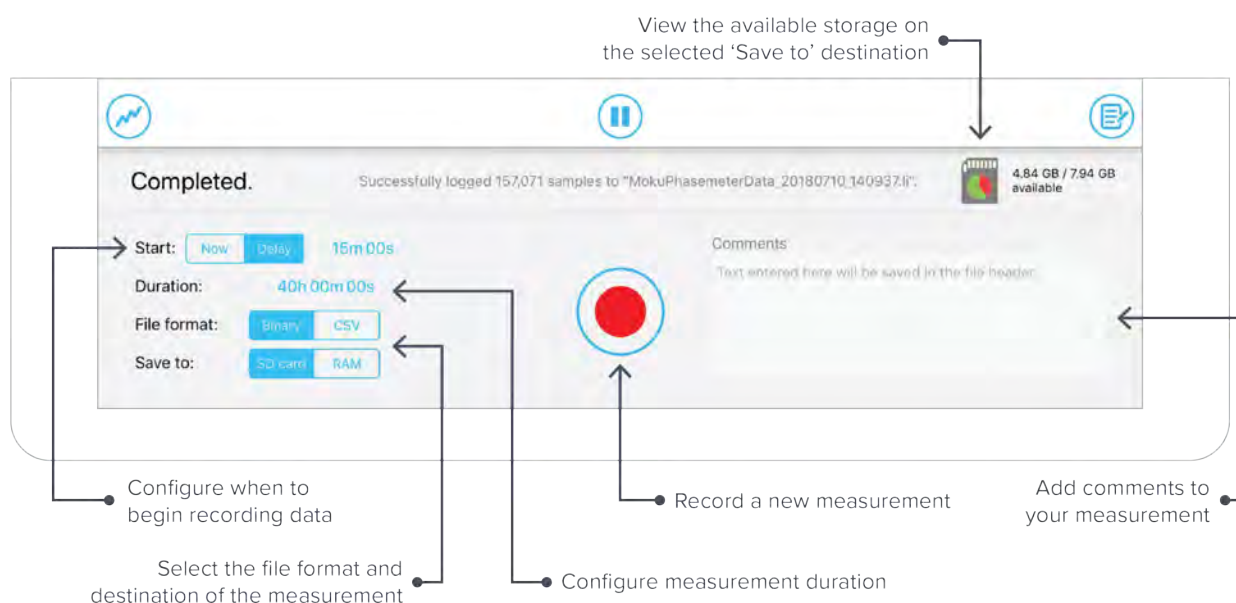 View the available storage on
the selected ‘Save to’ destination
Completed.
Successfully logged 157,071 samples to "MokuPhasemeterData_20180710_140937.li".
4.84 GB / 7.94 GB
available
Start: Now Delay 15m 00s
Comments
Text entered here will be saved in the file header.
Duration: 40h 00m 00s
File format: Binary CSV
Save to: SD card RAM
Configure when to
begin recording data
Record a new measurement
Add comments to
your measurement
Select the file format and
destination of the measurement
Configure measurement duration